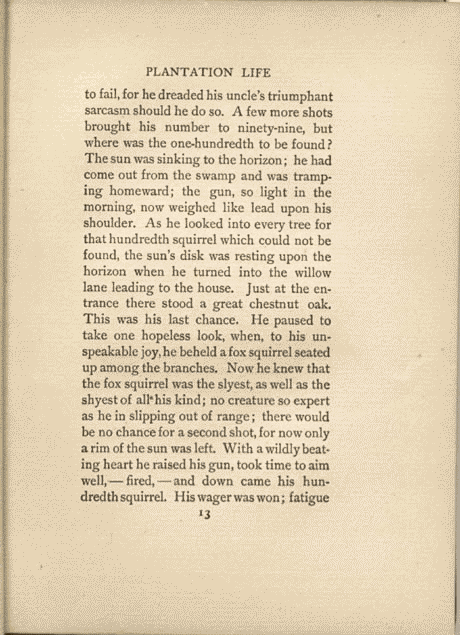 PLANTATION LIFE
to fail, for he dreaded his uncle's triumphant
sarcasm should he do so. A few more shots
brought his number to ninety-nine, but
where was the one-hundredth to be found?
The sun was sinking to the horizon; he had
come out from the swamp and was tramp-
ing homeward; the gun, so light in the
morning, now weighed like lead upon his
shoulder. As he looked into every tree for
that hundredth squirrel which could not be
found, the sun's disk was resting upon the
horizon when he turned into the willow
lane leading to the house. Just at the en-
trance there stood a great chestnut oak.
This was his last chance. He paused to
take one hopeless look, when, to his un-
speakable joy, he beheld a fox squirrel seated
up among the branches. Now he knew that
the fox squirrel was the slyest, as well as the
shyest of all his kind; no creature so expert
as he in slipping out of range; there would
be no chance for a second shot, for now only
a rim of the sun was left. With a wildly beat-
ing heart he raised his gun, took time to aim
well,—fired,—and down came his hun-
dredth squirrel. His wager was won; fatigue
13